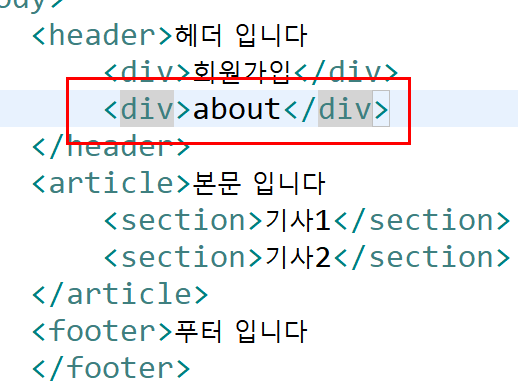 ody>
<header>헤더 입니다
<div>회원가입</div>
<div>about</div>
</header>
<article>본문 입니다
<section>기사1</section>
<section>기사2</section>
</article>
<footer>푸터 입니다
</footer>